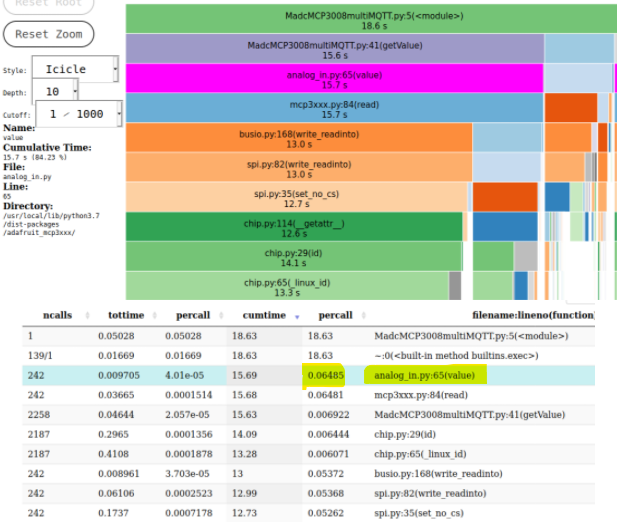 Reset Root
Reset Zoom
Style: Icicle
Depth: 10
Cutoff: 1 / 1000
Name:
value
Cumulative Time:
15.7 s (84.23 %)
File:
analog_in.py
Line:
65
Directory:
/usr/local/lib/python3.7
/dist-packages
/adafruit_mcp3xxx/
MadcMCP3008multiMQTT.py:5(<module>)
18.6 s
MadcMCP3008multiMQTT.py:41(getValue)
15.6 s
analog_in.py:65(value)
15.7 s
mcp3xxx.py:84(read)
15.7 s
busio.py:168(write_readinto)
13.0 s
spi.py:82(write_readinto)
13.0 s
spi.py:35(set_no_cs)
12.7 s
chip.py:114(__getattr__)
12.6 s
chip.py:29(id)
14.1 s
chip.py:65(_linux_id)
13.3 s
ncalls tottime percall cumtime percall filename:lineno(function)
1 0.05028 0.05028 18.63 18.63 MadcMCP3008multiMQTT.py:5(<module>)
139/1 0.01669 0.01669 18.63 18.63 ~:0(<built-in method builtins.exec>)
242 0.009705 4.01e-05 15.69 0.06485 analog_in.py:65(value)
242 0.03665 0.0001514 15.68 0.06481 mcp3xxx.py:84(read)
2258 0.04644 2.057e-05 15.63 0.006922 MadcMCP3008multiMQTT.py:41(getValue)
2187 0.2965 0.0001356 14.09 0.006444 chip.py:29(id)
2187 0.4108 0.0001878 13.28 0.006071 chip.py:65(_linux_id)
242 0.008961 3.703e-05 13 0.05372 busio.py:168(write_readinto)
242 0.06106 0.0002523 12.99 0.05368 spi.py:82(write_readinto)
242 0.1737 0.0007178 12.73 0.05262 spi.py:35(set_no_cs)